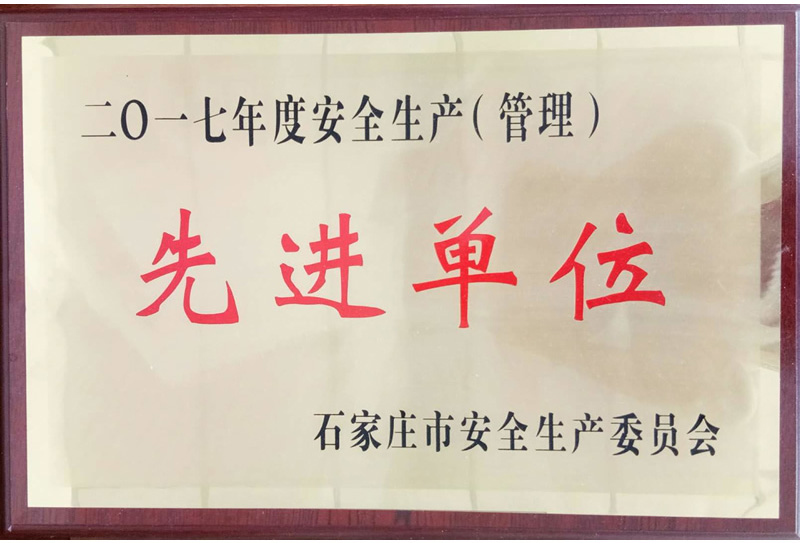 二〇一七年度安全生产（管理）
先进单位
石家庄市安全生产委员会